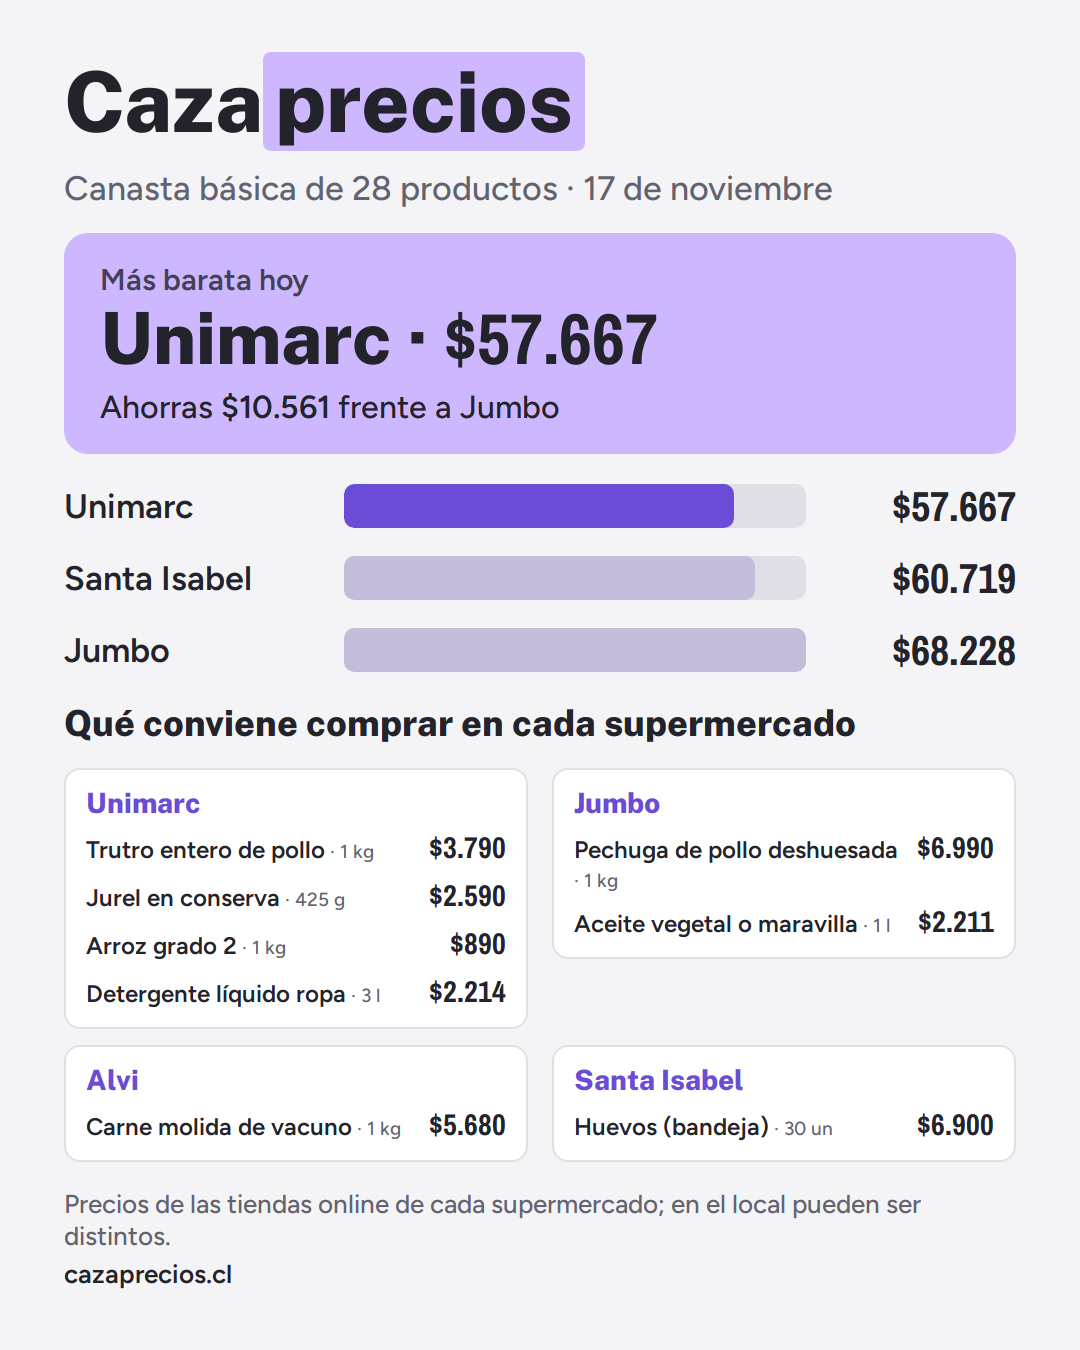 Cazaprecios
Canasta básica de 28 productos · 17 de noviembre
Más barata hoy
Unimarc · $57.667
Ahorras $10.561 frente a Jumbo
Unimarc $57.667
Santa Isabel $60.719
Jumbo $68.228
Qué conviene comprar en cada supermercado
Unimarc
Trutro entero de pollo · 1 kg $3.790
Jurel en conserva · 425 g $2.590
Arroz grado 2 · 1 kg $890
Detergente líquido ropa · 3 l $2.214
Jumbo
Pechuga de pollo deshuesada $6.990
· 1 kg
Aceite vegetal o maravilla · 1 l $2.211
Alvi
Carne molida de vacuno · 1 kg $5.680
Santa Isabel
Huevos (bandeja) · 30 un $6.900
Precios de las tiendas online de cada supermercado; en el local pueden ser
distintos.
cazaprecios.cl